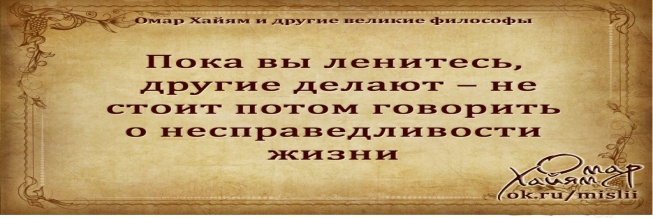 Омар Хайям и другие великие философы
Пока вы ленитесь,
другие делают – не
стоит потом говорить
о несправедливости
жизни
Омар
Хайям
ok.ru/mislii